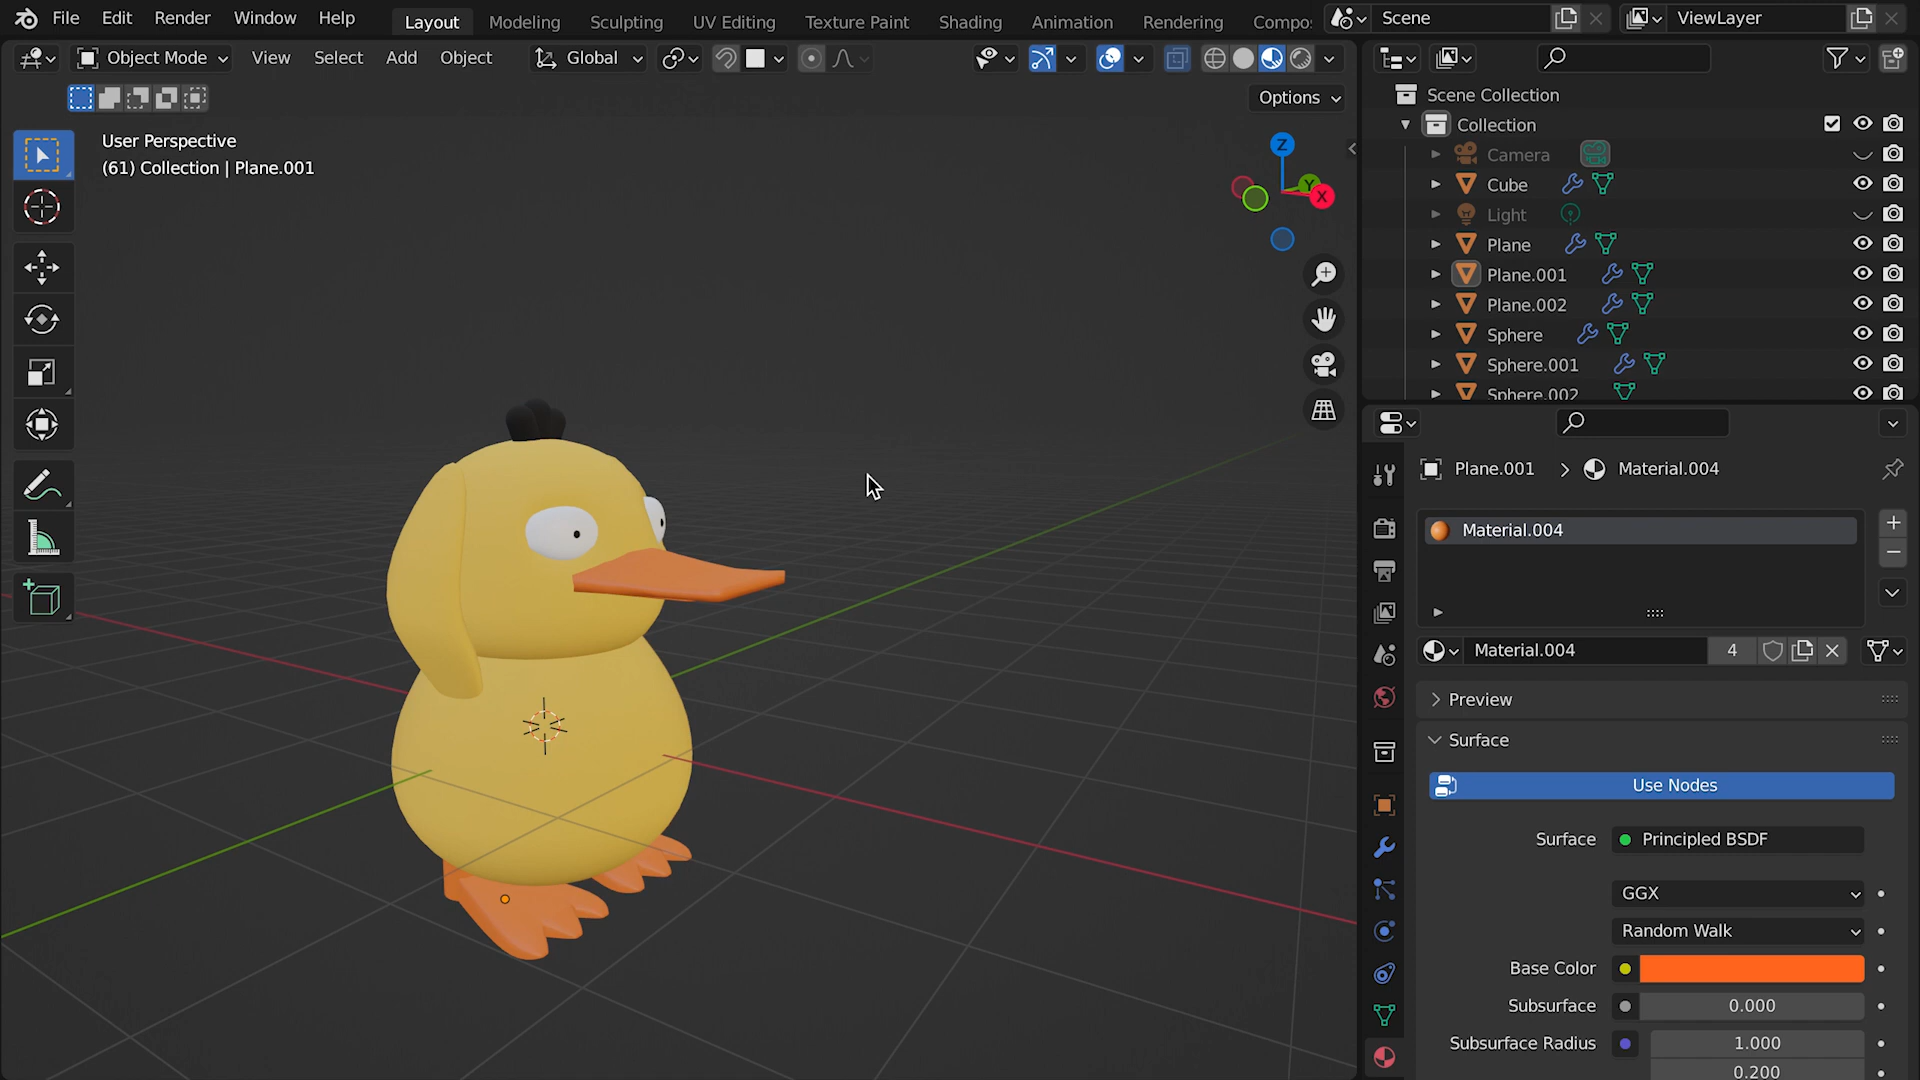 File Edit Render Window Help Layout Modeling Sculpting UV Editing Texture Paint Shading Animation Rendering Compo Scene ViewLayer
Object Mode View Select Add Object Global
Options
User Perspective
(61) Collection | Plane.001
Z
Y
X
Scene Collection
Collection
Camera
Cube
Light
Plane
Plane.001
Plane.002
Sphere
Sphere.001
Sphere.002
Plane.001 Material.004
Material.004
Material.004 4
Preview
Surface
Use Nodes
Surface Principled BSDF
GGX
Random Walk
Base Color
Subsurface 0.000
Subsurface Radius 1.000
0.200